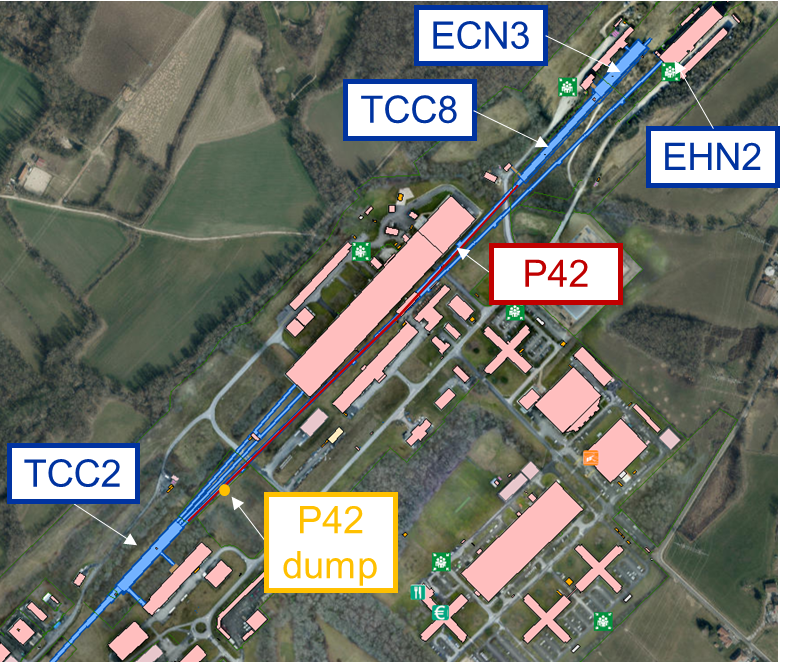 ECN3
TCC8
EHN2
P42
TCC2
P42
dump
€